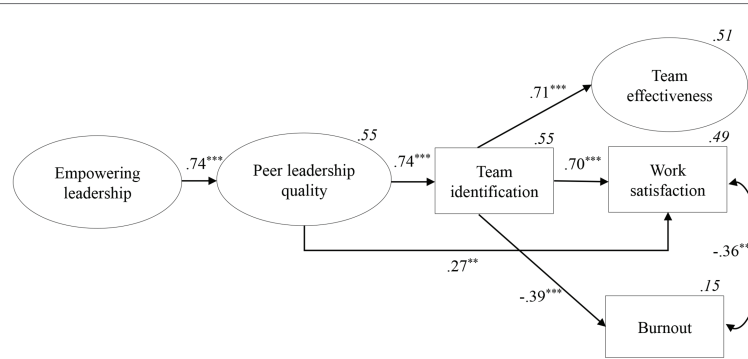 .51
Team
effectiveness
.71***
.55
.55
.49
Empowering
leadership
.74***
Peer leadership
quality
.74***
Team
identification
.70***
Work
satisfaction
.27**
-.36**
-.39***
.15
Burnout